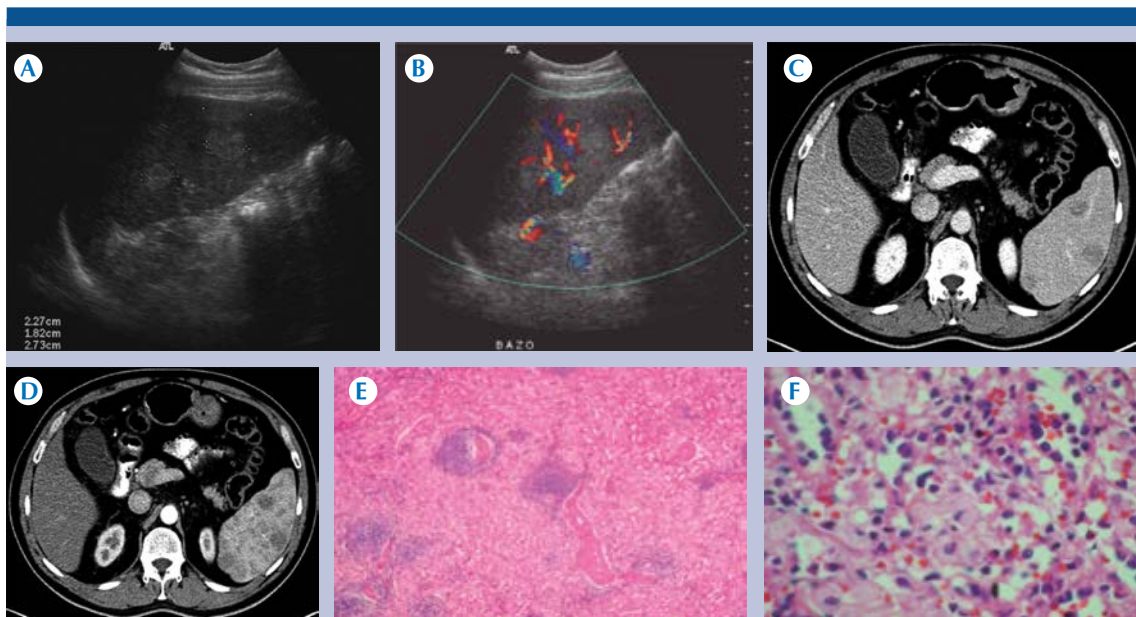 A
ATL
2.27cm
1.82cm
2.73cm
B
ATL
BAZO
C
D
E
F